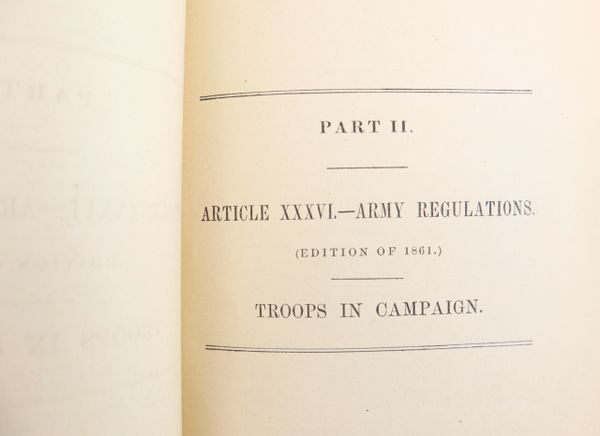 PART II.
ARTICLE XXXVI.—ARMY REGULATIONS.
(EDITION OF 1861.)
TROOPS IN CAMPAIGN.